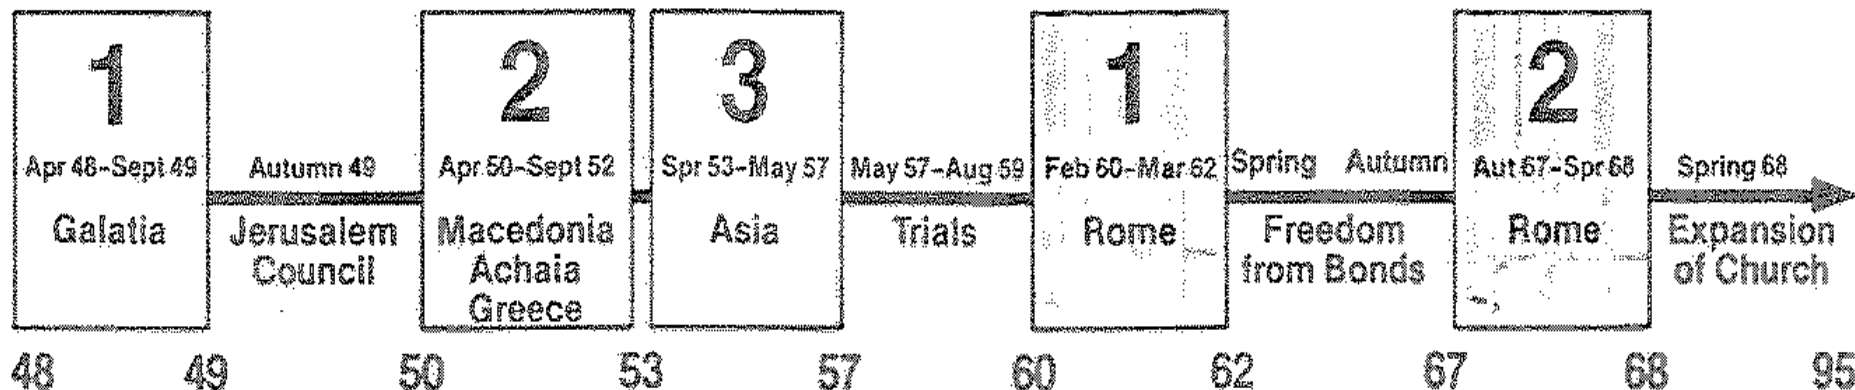 1
Apr 48-Sept 49
Galatia
Autumn 49
Jerusalem
Council
2
Apr 50-Sept 52
Macedonia
Achaia
Greece
3
Spr 53-May 57
Asia
May 57-Aug 59
Trials
1
Feb 60-Mar 62
Rome
Spring Autumn
Freedom
from Bonds
2
Aut 67-Spr 68
Rome
Spring 68
Expansion
of Church
48 49 50 53 57 60 62 67 68 95